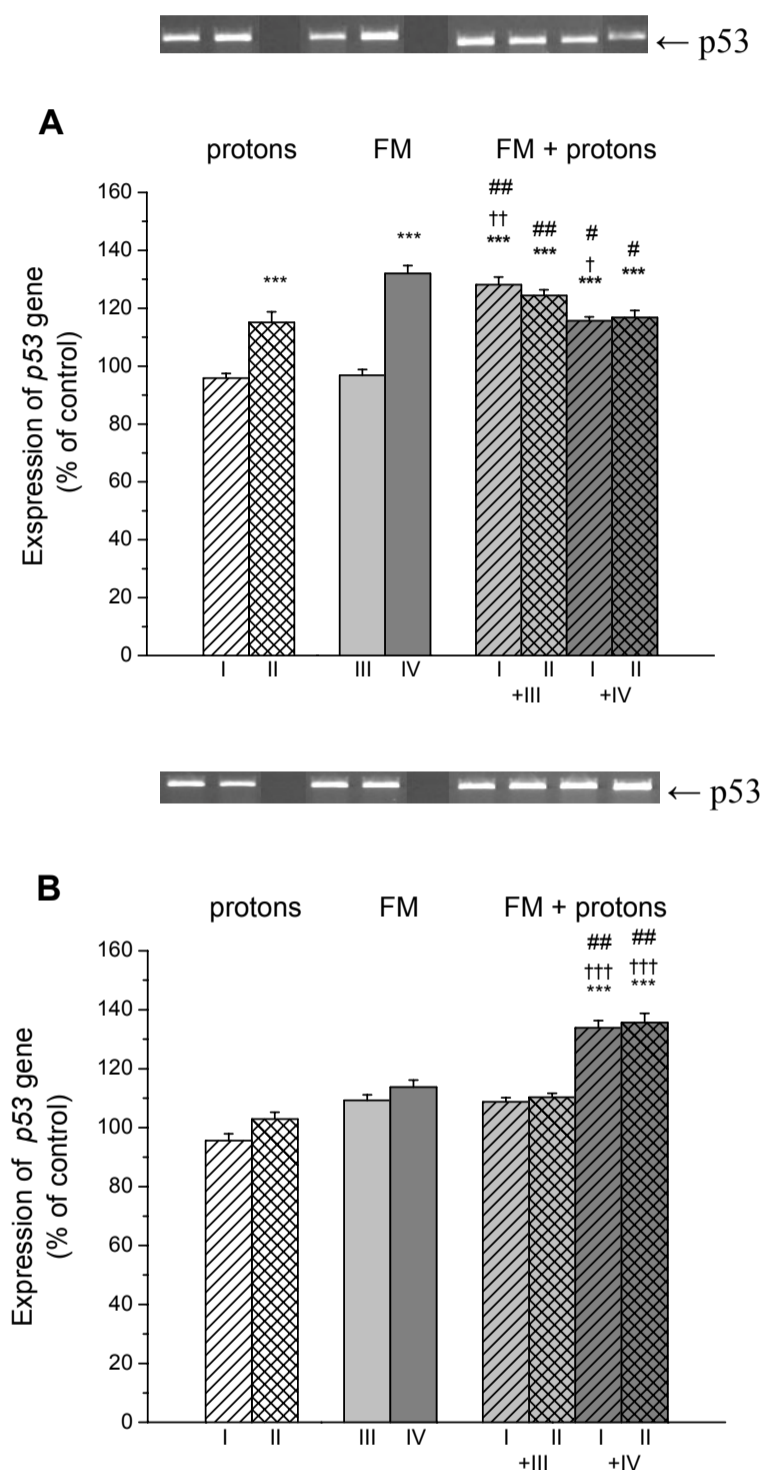 ← p53
A
protons FM FM + protons
##
†† ## # #
*** *** *** † *** ***
160
140
120
100
80
60
40
20
0
Exspression of p53 gene
(% of control)
I II III IV I II I II
+III +IV
← p53
B
protons FM FM + protons
## ##
††† †††
*** ***
160
140
120
100
80
60
40
20
0
Expression of p53 gene
(% of control)
I II III IV I II I II
+III +IV